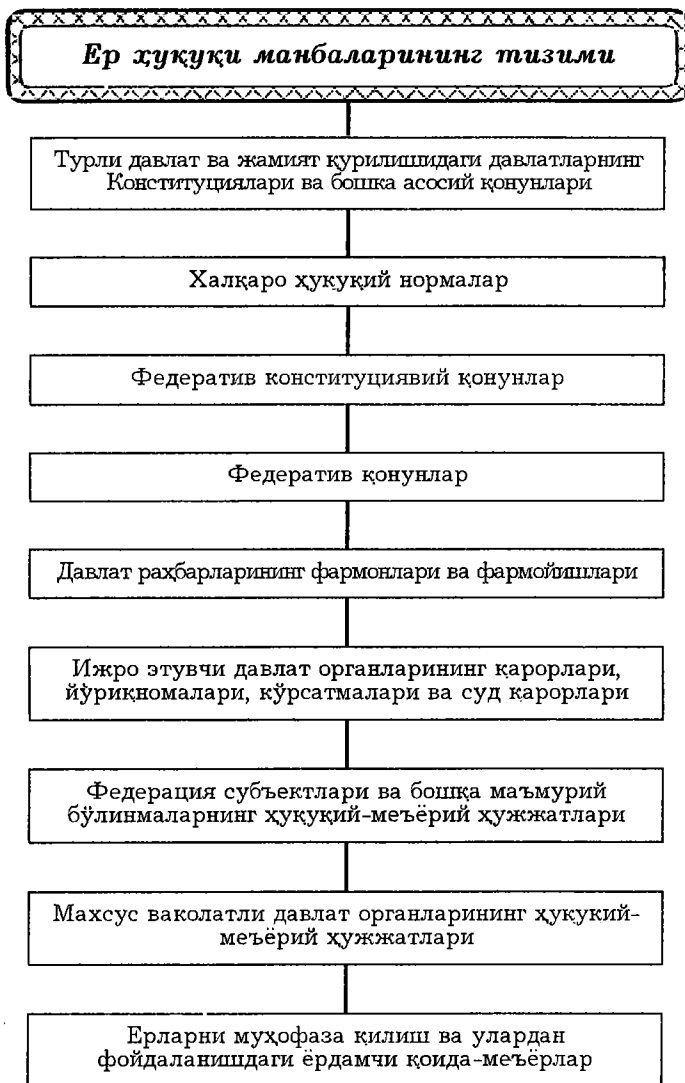 Ер ҳуқуқи манбаларининг тизими
Турли давлат ва жамият қурилишидаги давлатларнинг
Конституциялари ва бошка асосий қонунлари
Халқаро ҳуқуқий нормалар
Федератив конституциявий қонунлар
Федератив қонунлар
Давлат раҳбарларининг фармонлари ва фармойишлари
Ижро этувчи давлат органларининг қарорлари,
йўриқномалари, кўрсатмалари ва суд қарорлари
Федерация субъектлари ва бошқа маъмурий
бўлинмаларнинг ҳуқуқий-меъёрий ҳужжатлари
Махсус ваколатли давлат органларининг ҳуқуқий-
меъёрий ҳужжатлари
Ерларни муҳофаза қилиш ва улардан
фойдаланишдаги ёрдамчи қоида-меъёрлар